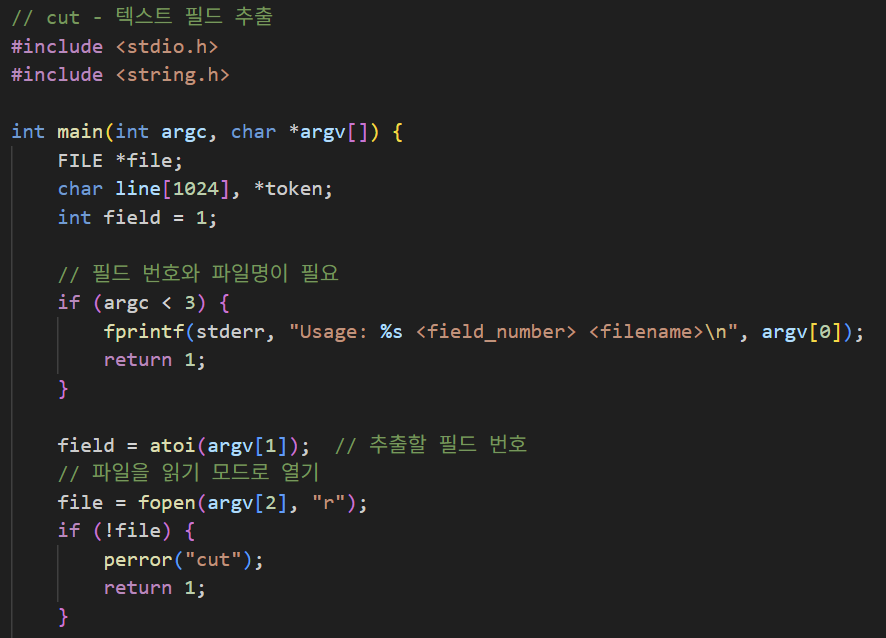 // cut - 텍스트 필드 추출
#include <stdio.h>
#include <string.h>
int main(int argc, char *argv[]) {
FILE *file;
char line[1024], *token;
int field = 1;
// 필드 번호와 파일명이 필요
if (argc < 3) {
fprintf(stderr, "Usage: %s <field_number> <filename>\n", argv[0]);
return 1;
}
field = atoi(argv[1]); // 추출할 필드 번호
// 파일을 읽기 모드로 열기
file = fopen(argv[2], "r");
if (!file) {
perror("cut");
return 1;
}